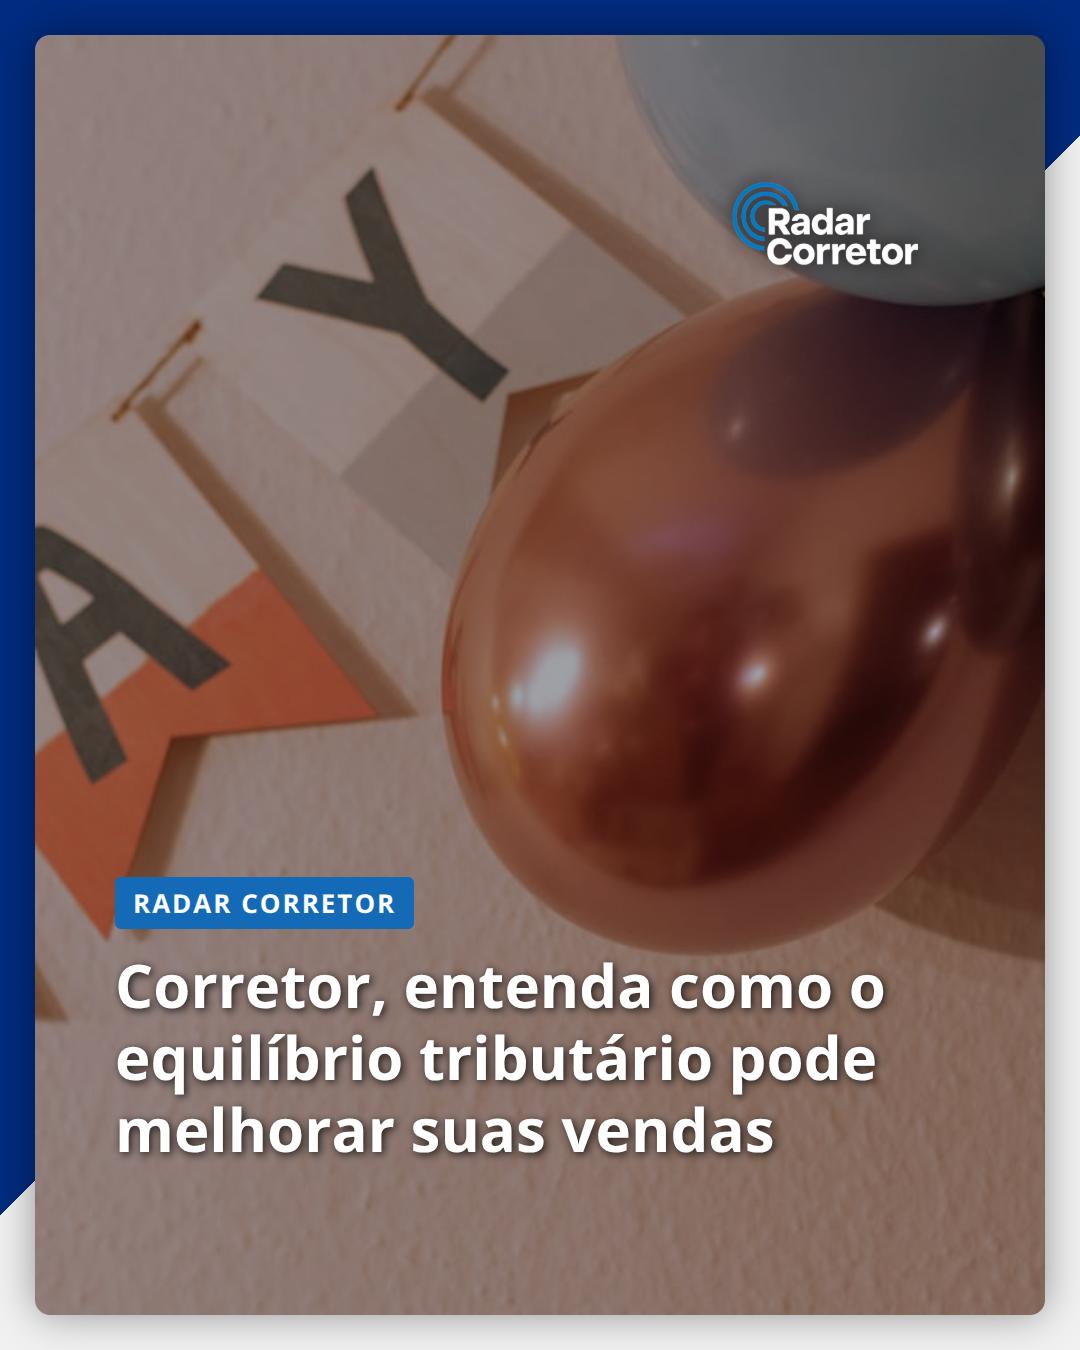 Y
Radar
Corretor
A
RADAR CORRETOR
Corretor, entenda como o
equilíbrio tributário pode
melhorar suas vendas